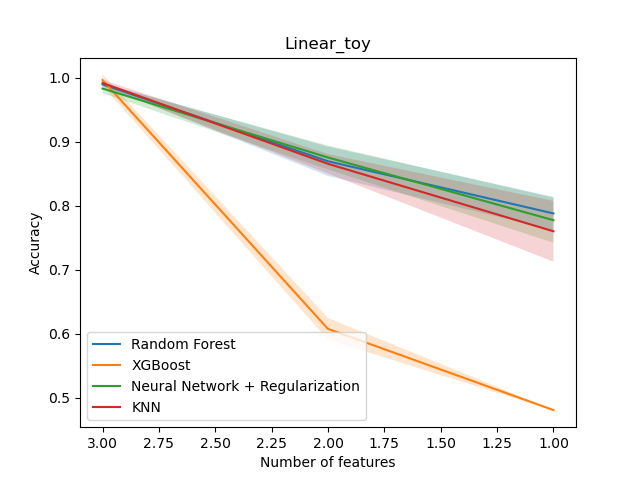 Linear_toy
1.0
0.9
0.8
0.7
0.6
0.5
Accuracy
Random Forest
XGBoost
Neural Network + Regularization
KNN
3.00 2.75 2.50 2.25 2.00 1.75 1.50 1.25 1.00
Number of features